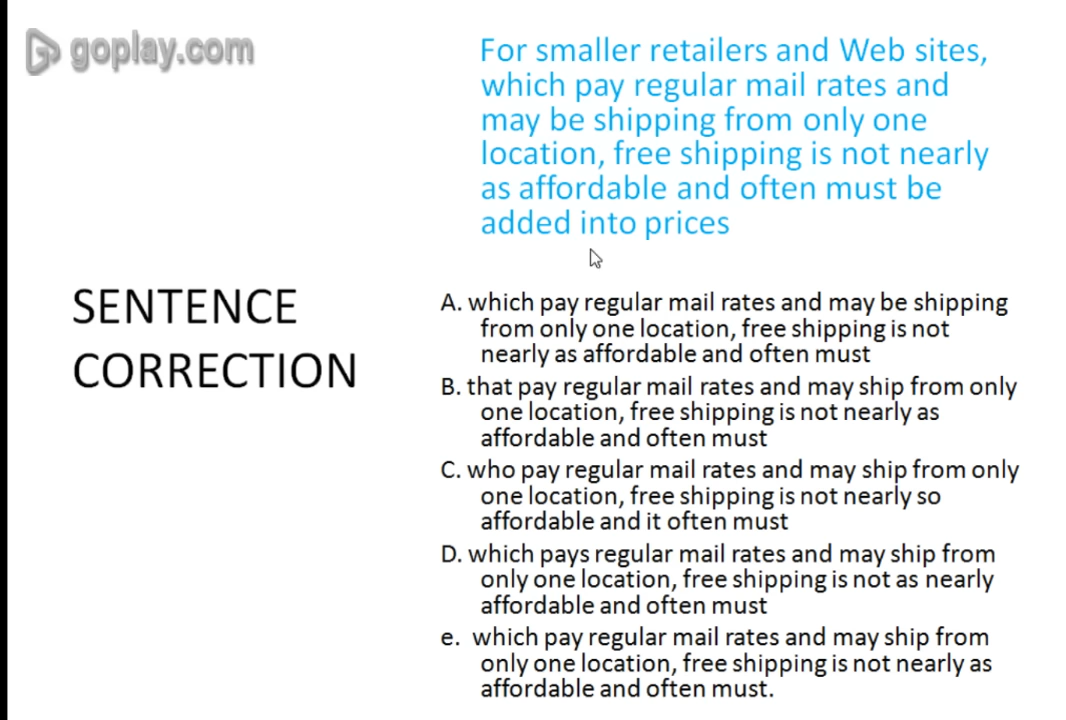 goplay.com
For smaller retailers and Web sites,
which pay regular mail rates and
may be shipping from only one
location, free shipping is not nearly
as affordable and often must be
added into prices
SENTENCE
CORRECTION
A. which pay regular mail rates and may be shipping
from only one location, free shipping is not
nearly as affordable and often must
B. that pay regular mail rates and may ship from only
one location, free shipping is not nearly as
affordable and often must
C. who pay regular mail rates and may ship from only
one location, free shipping is not nearly so
affordable and it often must
D. which pays regular mail rates and may ship from
only one location, free shipping is not as nearly
affordable and often must
e. which pay regular mail rates and may ship from
only one location, free shipping is not nearly as
affordable and often must.